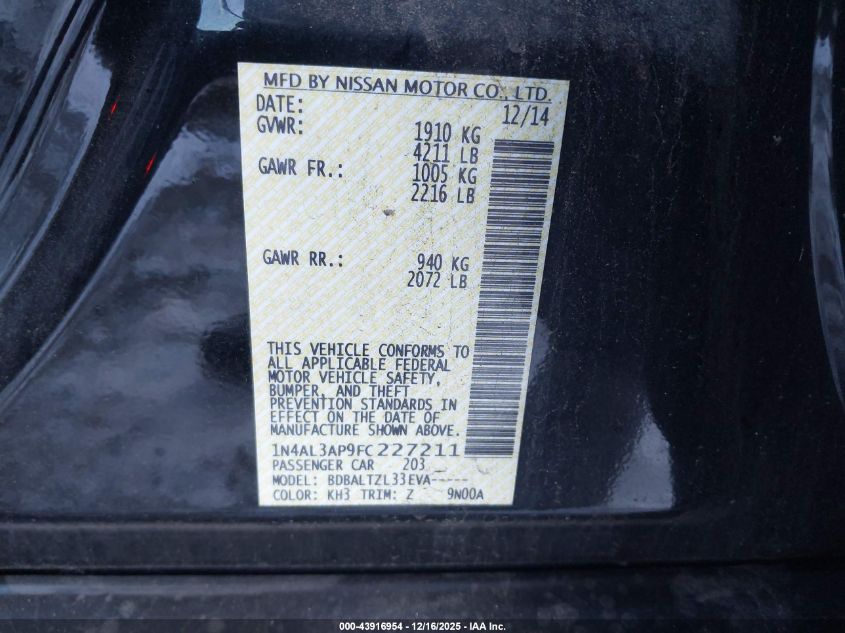 MFD BY NISSAN MOTOR CO., LTD.
DATE: 12/14
GVWR: 1910 KG
4211 LB
GAWR FR.: 1005 KG
2216 LB
GAWR RR.: 940 KG
2072 LB
THIS VEHICLE CONFORMS TO
ALL APPLICABLE FEDERAL
MOTOR VEHICLE SAFETY,
BUMPER, AND THEFT
PREVENTION STANDARDS IN
EFFECT ON THE DATE OF
MANUFACTURE SHOWN ABOVE.
1N4AL3AP9FC227211
PASSENGER CAR 203
MODEL: BDBALTZL33EVA-----
COLOR: KH3 TRIM: Z 9N00A
000-43916954 - 12/16/2025 - IAA Inc.